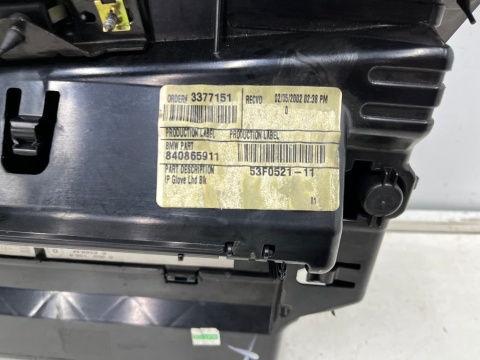 ORDER# 3377151 RECVD 02/05/2002 02:38 PM
0
PRODUCTION LABEL PRODUCTION LABEL
BMW PART
840865911
PART DESCRIPTION 53F0521-11
IP Glove Lhd Blk
01